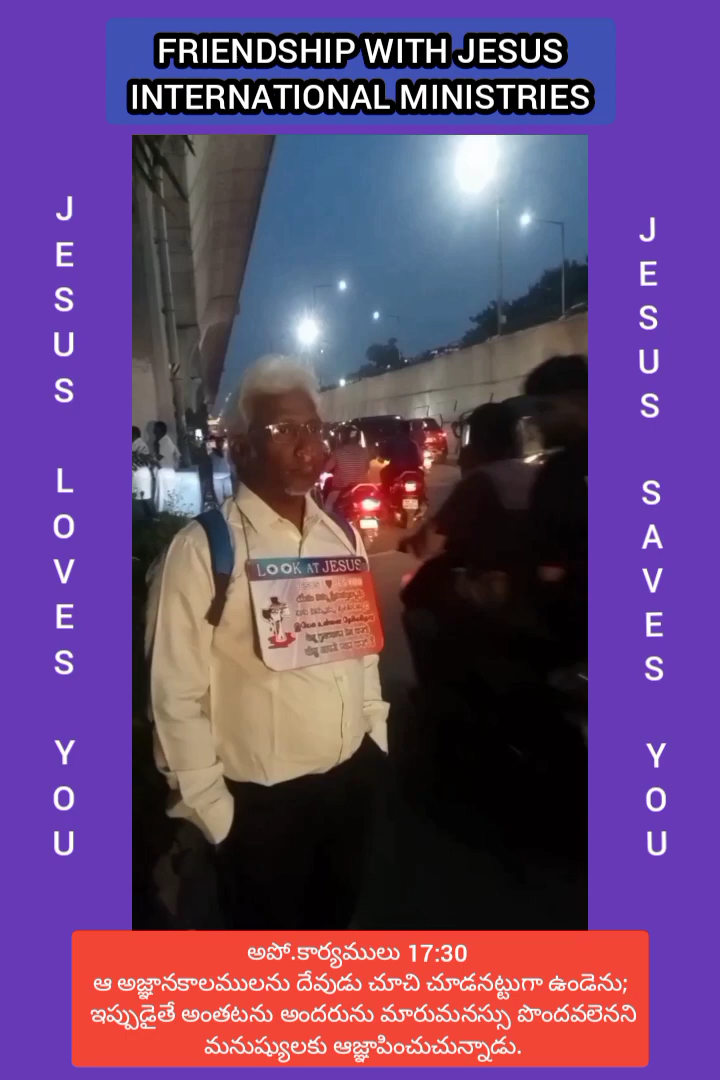 FRIENDSHIP WITH JESUS
INTERNATIONAL MINISTRIES
JESUS LOVES YOU
LOOK AT JESUS
JESUS SAVES YOU
అపో.కార్యములు 17:30
ఆ అజ్ఞానకాలములను దేవుడు చూచి చూడనట్టుగా ఉండెను;
ఇప్పుడైతే అంతటను అందరును మారుమనస్సు పొందవలెనని
మనుష్యులకు ఆజ్ఞాపించుచున్నాడు.